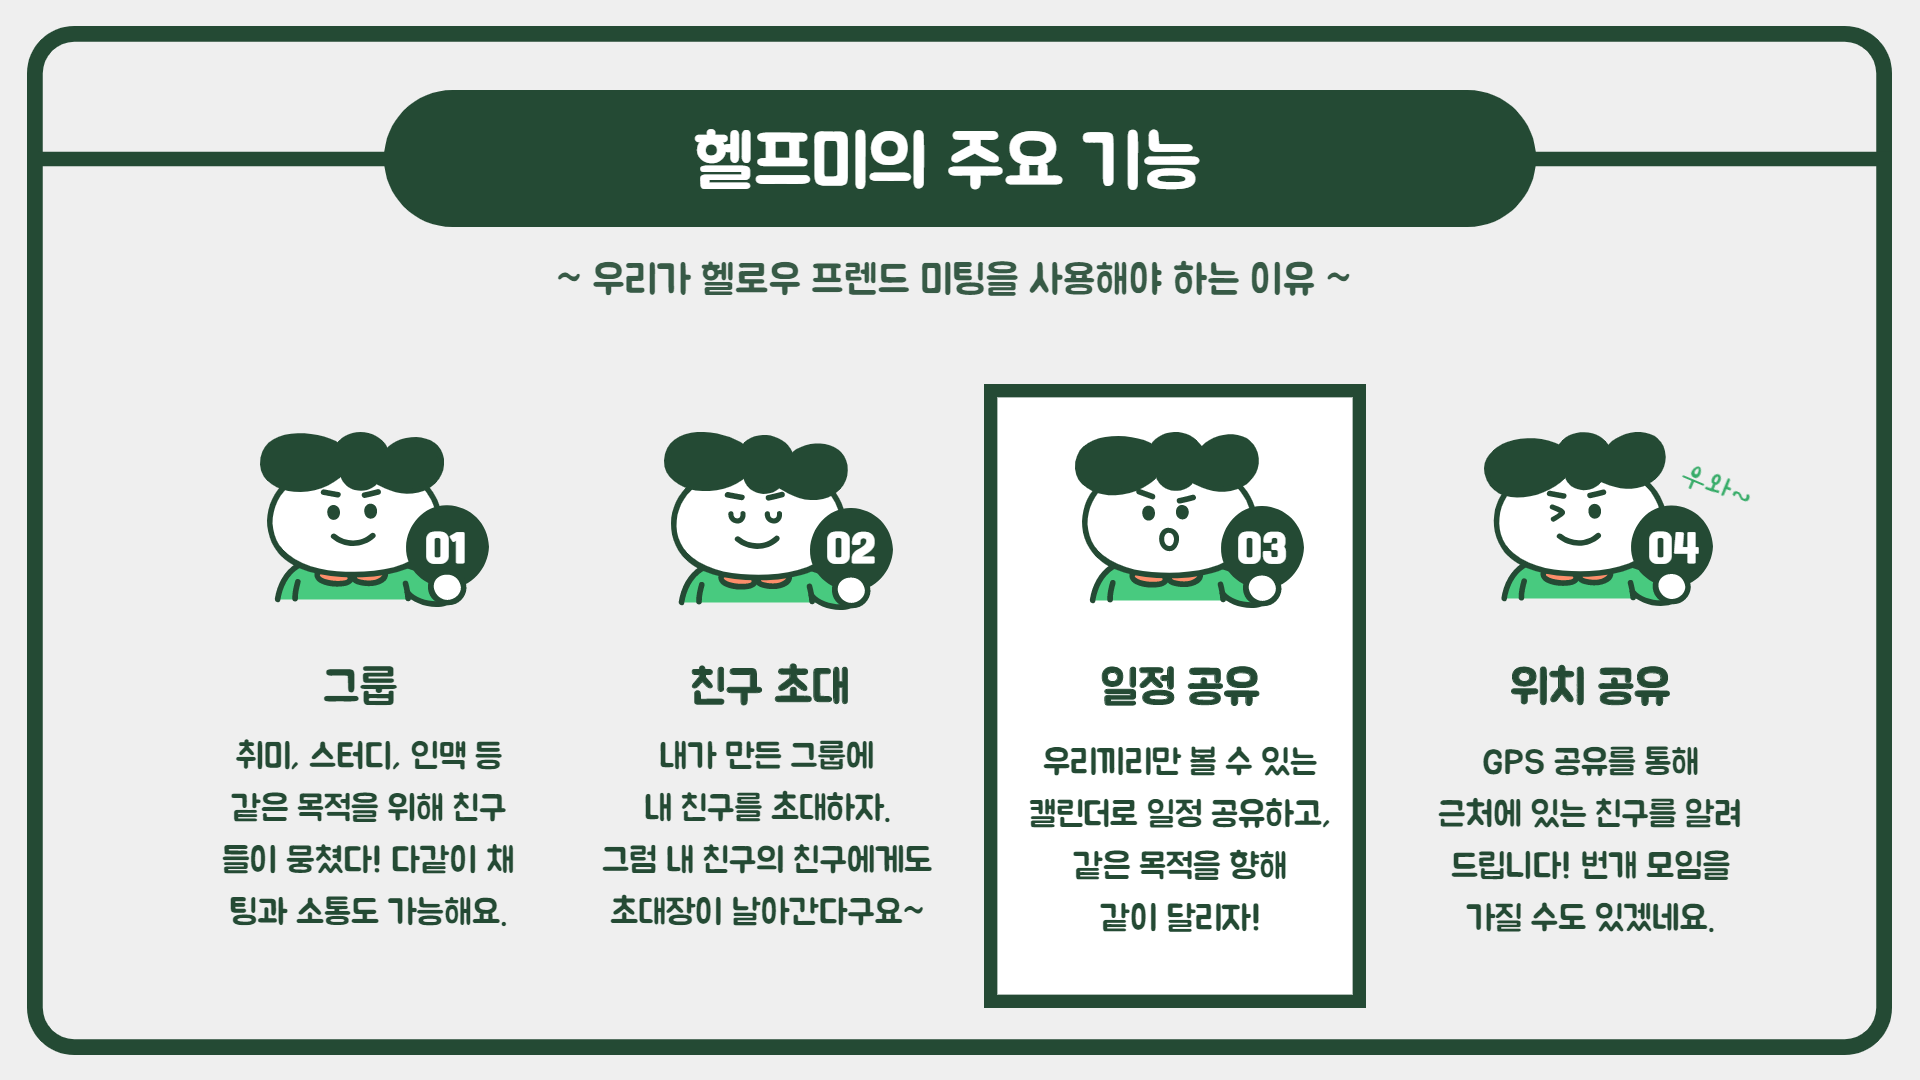 헬프미의 주요 기능
~ 우리가 헬로우 프렌드 미팅을 사용해야 하는 이유 ~
01
그룹
취미, 스터디, 인맥 등
같은 목적을 위해 친구
들이 뭉쳤다! 다같이 채
팅과 소통도 가능해요.
02
친구 초대
내가 만든 그룹에
내 친구를 초대하자.
그럼 내 친구의 친구에게도
초대장이 날아간다구요~
03
일정 공유
우리끼리만 볼 수 있는
캘린더로 일정 공유하고,
같은 목적을 향해
같이 달리자!
우와~
04
위치 공유
GPS 공유를 통해
근처에 있는 친구를 알려
드립니다! 번개 모임을
가질 수도 있겠네요.